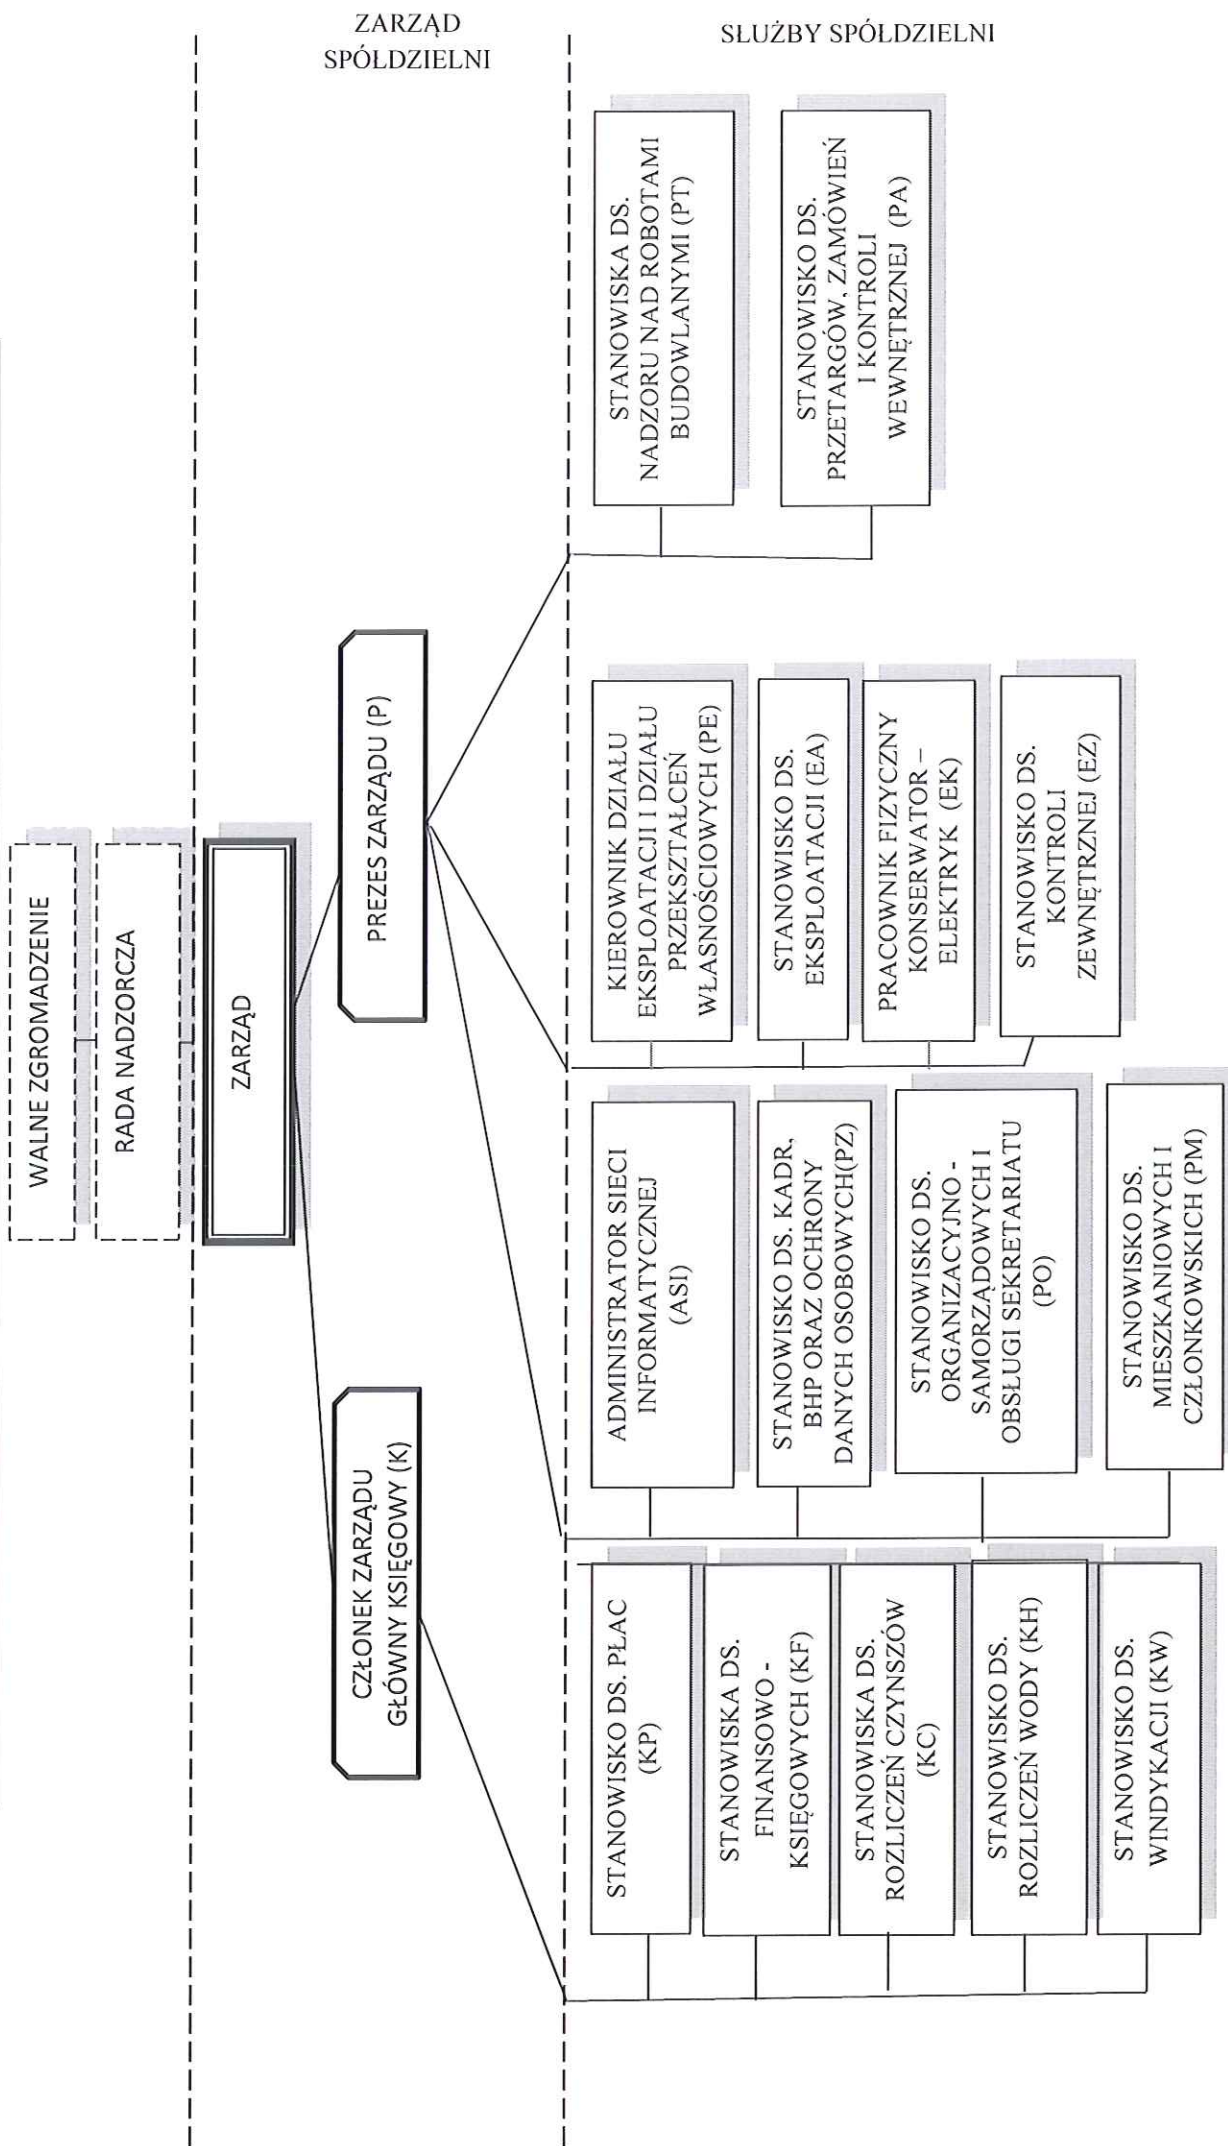 WALNE ZGROMADZENIE
RADA NADZORCZA
ZARZĄD
SPÓŁDZIELNI
ZARZĄD
CZŁONEK ZARZĄDU
GŁÓWNY KSIĘGOWY (K)
PREZES ZARZĄDU (P)
SŁUŻBY SPÓŁDZIELNI
STANOWISKO DS. PŁAC
(KP)
STANOWISKA DS.
FINANSOWO -
KSIĘGOWYCH (KF)
STANOWISKA DS.
ROZLICZEŃ CZYNSZÓW
(KC)
STANOWISKO DS.
ROZLICZEŃ WODY (KH)
STANOWISKO DS.
WINDYKACJI (KW)
ADMINISTRATOR SIECI
INFORMATYCZNEJ
(ASI)
STANOWISKO DS. KADR,
BHP ORAZ OCHRONY
DANYCH OSOBOWYCH(PZ)
STANOWISKO DS.
ORGANIZACYJNO -
SAMORZĄDOWYCH I
OBSŁUGI SEKRETARIATU
(PO)
STANOWISKO DS.
MIESZKANIOWYCH I
CZŁONKOWSKICH (PM)
KIEROWNIK DZIAŁU
EKSPLOATACJI I DZIAŁU
PRZEKSZTAŁCEŃ
WŁASNOŚCIOWYCH (PE)
STANOWISKO DS.
EKSPLOATACJI (EA)
PRACOWNIK FIZYCZNY
KONSERWATOR –
ELEKTRYK (EK)
STANOWISKO DS.
KONTROLI
ZEWNĘTRZNEJ (EZ)
STANOWISKA DS.
NADZORU NAD ROBOTAMI
BUDOWLANYMI (PT)
STANOWISKO DS.
PRZETARGÓW, ZAMÓWIEŃ
I KONTROLI
WEWNĘTRZNEJ (PA)